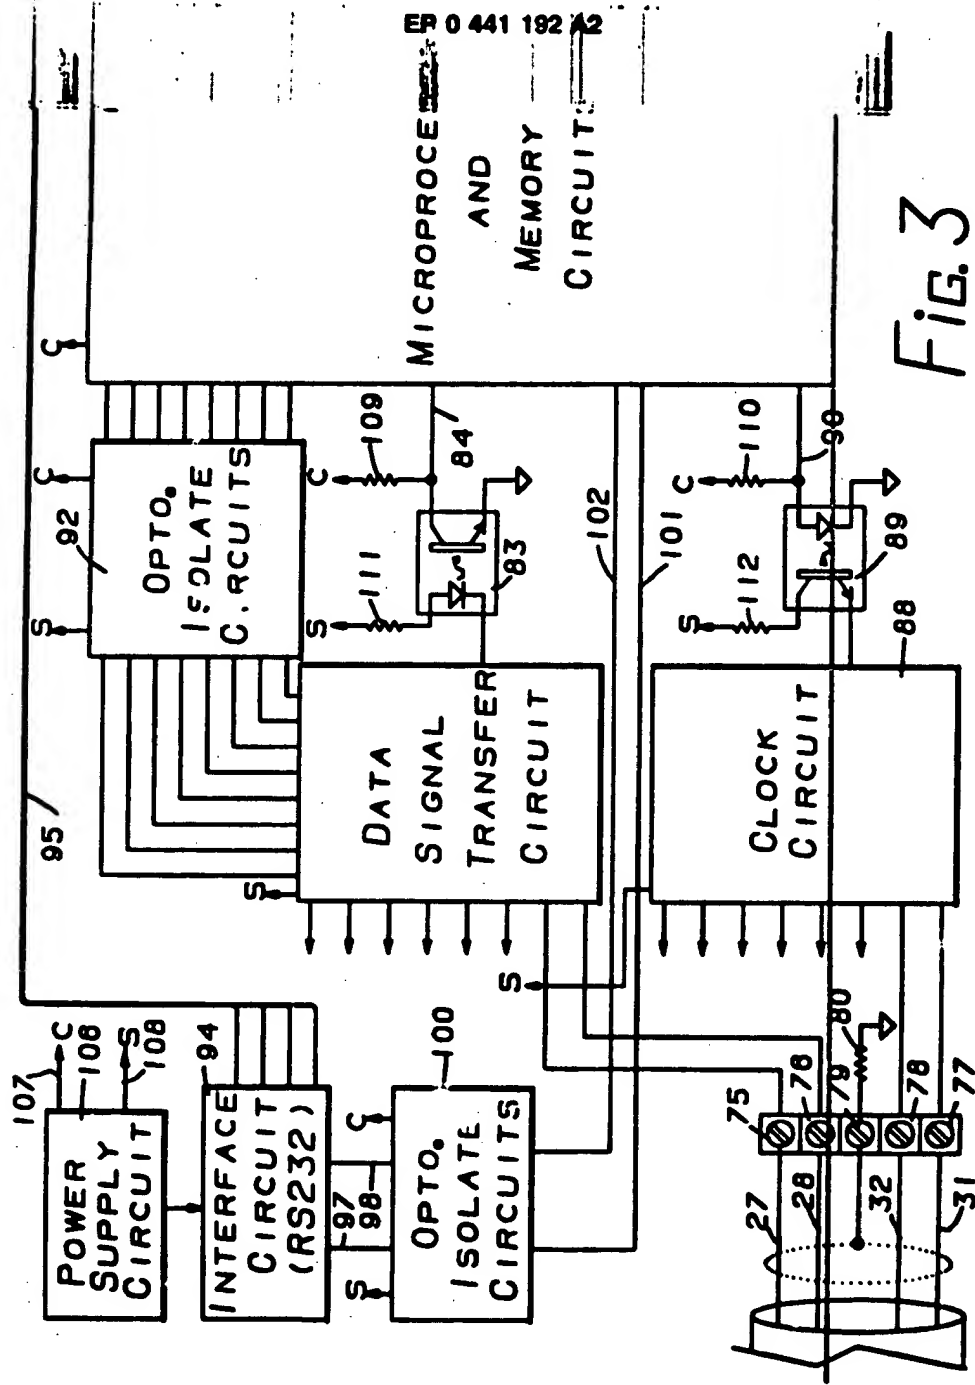 EP 0 441 192 A2
MICROPROCE
AND
MEMORY
CIRCUIT
C
92
S
C
OPTO.
ISOLATE
C.RCUITS
C
109
84
S
111
83
102
101
C
110
90
S
112
89
88
95
S
DATA
SIGNAL
TRANSFER
CIRCUIT
CLOCK
CIRCUIT
S
107
C
108
S
108
POWER
SUPPLY
CIRCUIT
94
INTERFACE
CIRCUIT
(RS232)
97
98
100
C
S
OPTO.
ISOLATE
CIRCUITS
80
75
78
79
78
77
27
28
32
31
FIG. 3